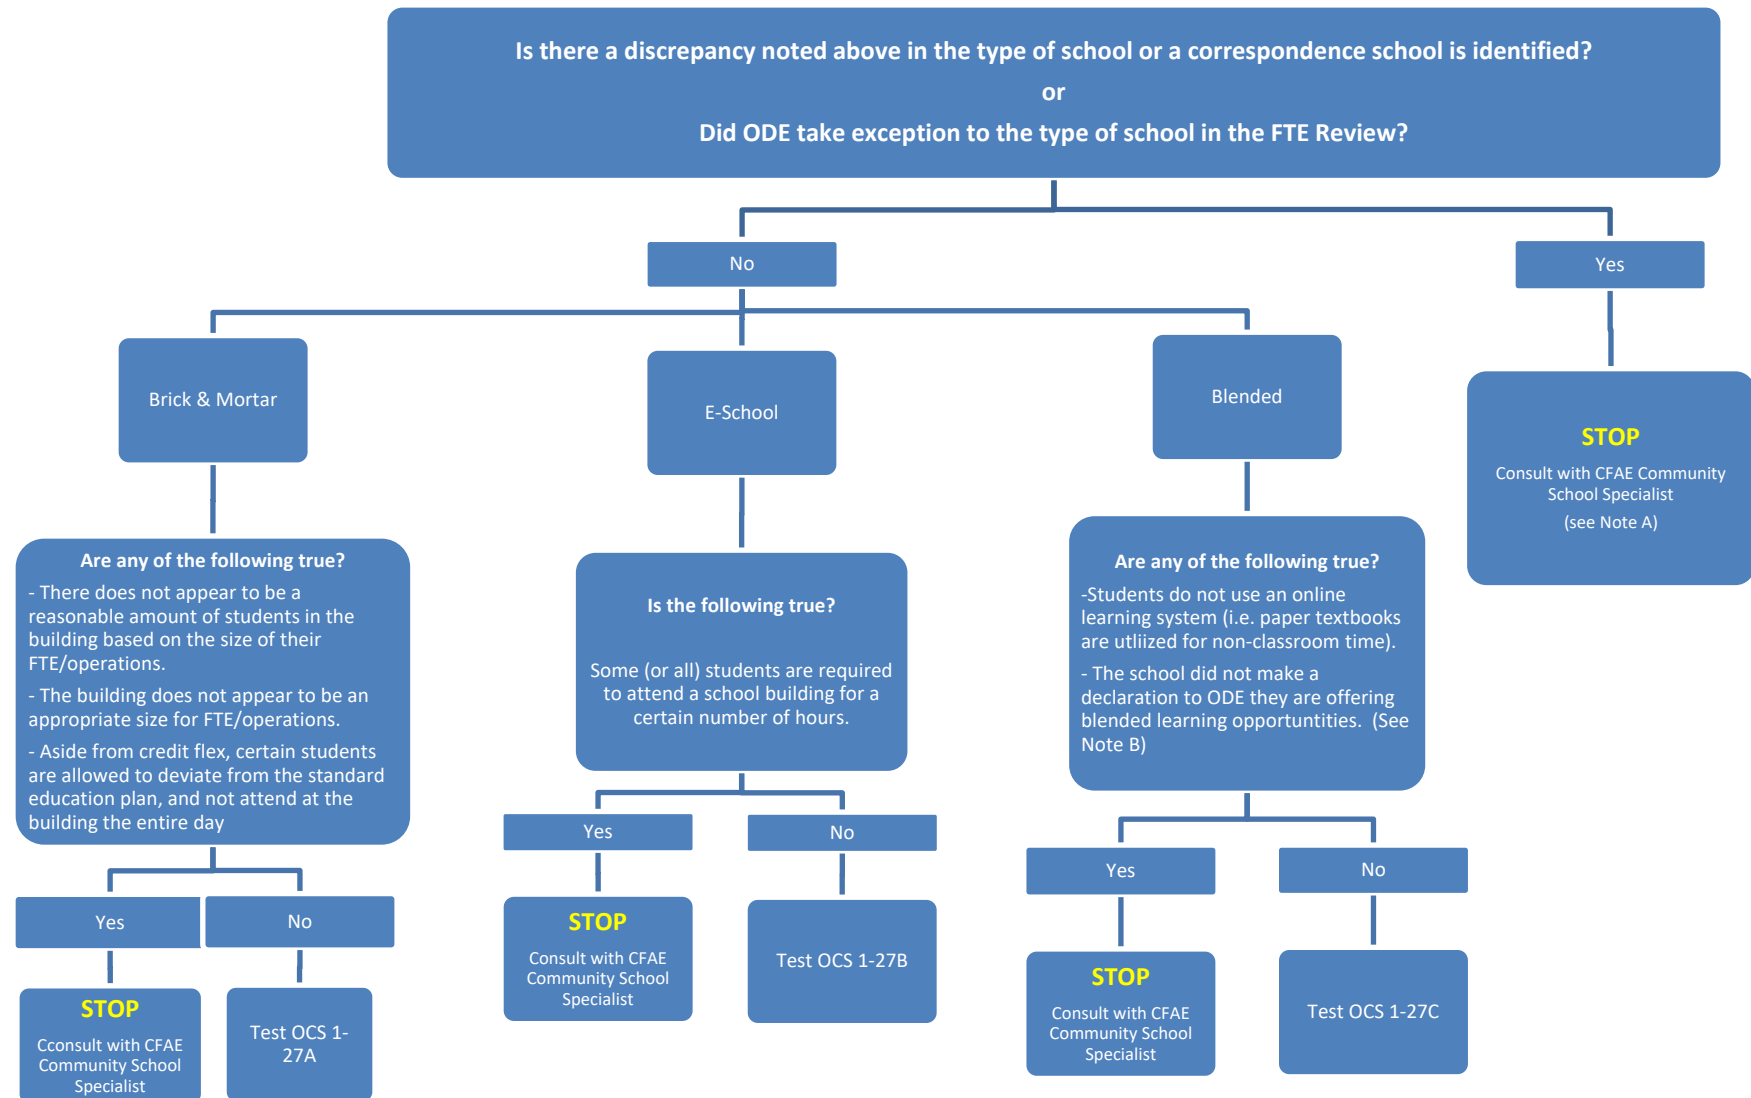 Is there a discrepancy noted above in the type of school or a correspondence school is identified?
or
Did ODE take exception to the type of school in the FTE Review?
No
Yes
Brick & Mortar
E-School
Blended
STOP
Consult with CFAE Community
School Specialist
(see Note A)
Are any of the following true?
- There does not appear to be a
reasonable amount of students in the
building based on the size of their
FTE/operations.
- The building does not appear to be an
appropriate size for FTE/operations.
- Aside from credit flex, certain students
are allowed to deviate from the standard
education plan, and not attend at the
building the entire day
Is the following true?
Some (or all) students are required
to attend a school building for a
certain number of hours.
Are any of the following true?
-Students do not use an online
learning system (i.e. paper textbooks
are utliized for non-classroom time).
- The school did not make a
declaration to ODE they are offering
blended learning opportuntities.  (See
Note B)
Yes
No
Yes
No
Yes
No
STOP
Cconsult with CFAE
Community School
Specialist
Test OCS 1-
27A
STOP
Consult with CFAE
Community School
Specialist
Test OCS 1-27B
STOP
Consult with CFAE
Community School
Specialist
Test OCS 1-27C